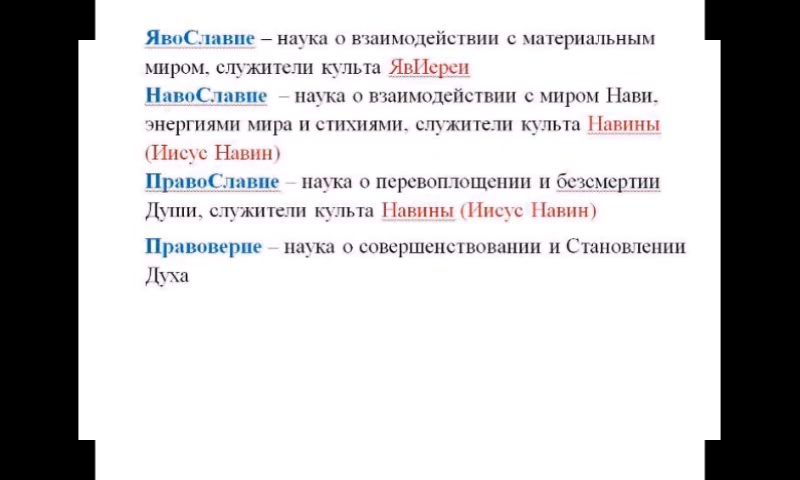 ЯвоСлавие – наука о взаимодействии с материальным
миром, служители культа ЯвИереи
НавоСлавие – наука о взаимодействии с миром Нави,
энергиями мира и стихиями, служители культа Навины
(Иисус Навин)
ПравоСлавие – наука о перевоплощении и безсмертии
Души, служители культа Навины (Иисус Навин)
Правоверие – наука о совершенствовании и Становлении
Духа